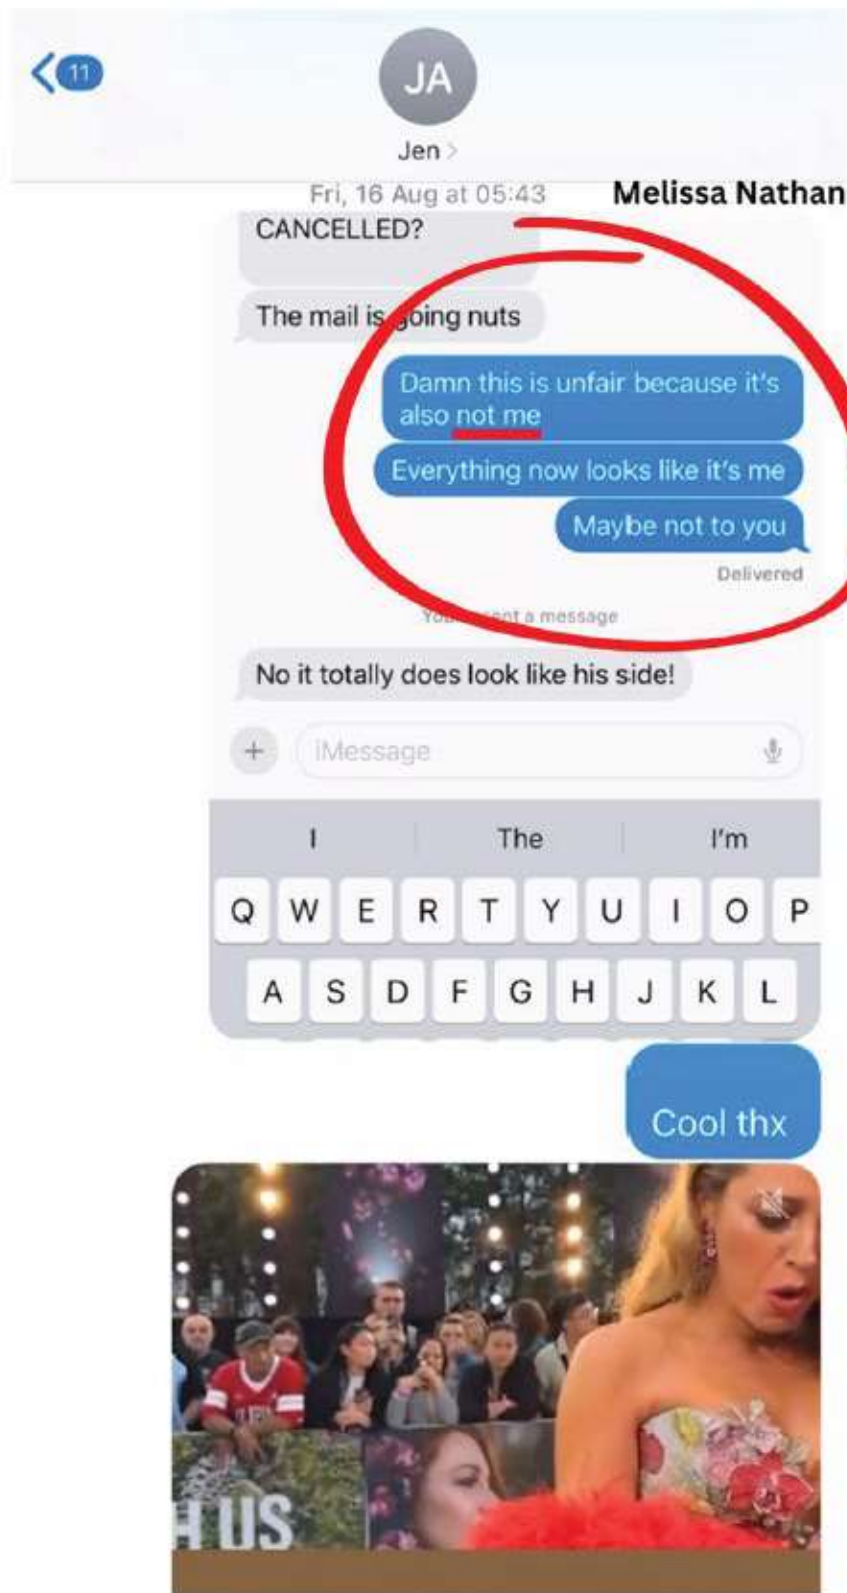 11
JA
Jen >
Fri, 16 Aug at 05:43
Melissa Nathan
CANCELLED?
The mail is going nuts
Damn this is unfair because it's
also not me
Everything now looks like it's me
Maybe not to you
Delivered
a message
No it totally does look like his side!
+ iMessage
I The I'm
Q W E R T Y U I O P
A S D F G H J K L
Cool thx
H US